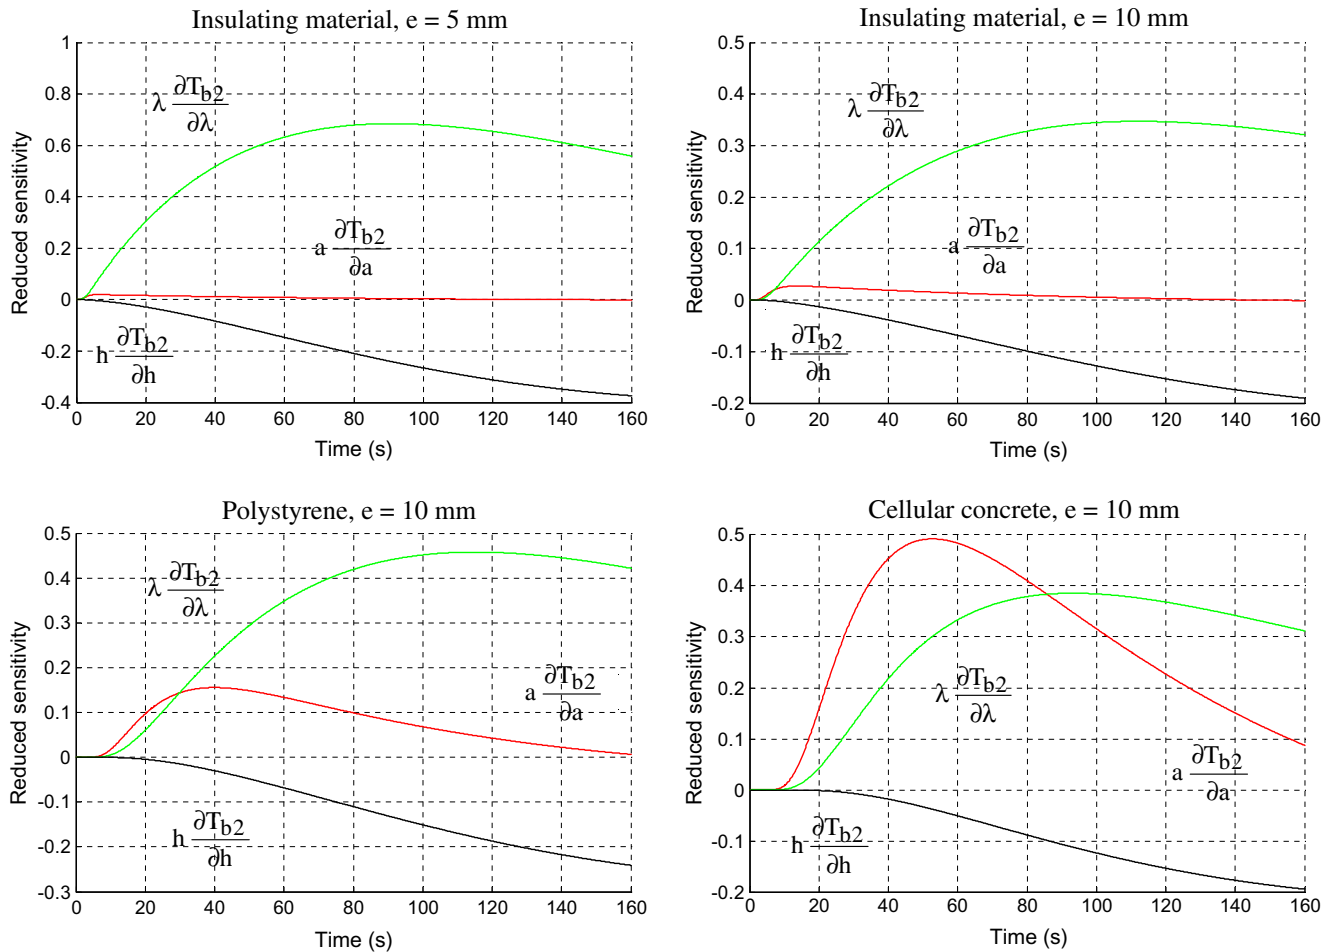 Insulating material, e = 5 mm
Reduced sensitivity
1
0.8
0.6
0.4
0.2
0
-0.2
-0.4
λ ∂Tb2/∂λ
a ∂Tb2/∂a
h ∂Tb2/∂h
0 20 40 60 80 100 120 140 160
Time (s)
Insulating material, e = 10 mm
Reduced sensitivity
0.5
0.4
0.3
0.2
0.1
0
-0.1
-0.2
λ ∂Tb2/∂λ
a ∂Tb2/∂a
h ∂Tb2/∂h
0 20 40 60 80 100 120 140 160
Time (s)
Polystyrene, e = 10 mm
Reduced sensitivity
0.5
0.4
0.3
0.2
0.1
0
-0.1
-0.2
-0.3
λ ∂Tb2/∂λ
a ∂Tb2/∂a
h ∂Tb2/∂h
0 20 40 60 80 100 120 140 160
Time (s)
Cellular concrete, e = 10 mm
Reduced sensitivity
0.5
0.4
0.3
0.2
0.1
0
-0.1
-0.2
λ ∂Tb2/∂λ
a ∂Tb2/∂a
h ∂Tb2/∂h
0 20 40 60 80 100 120 140 160
Time (s)